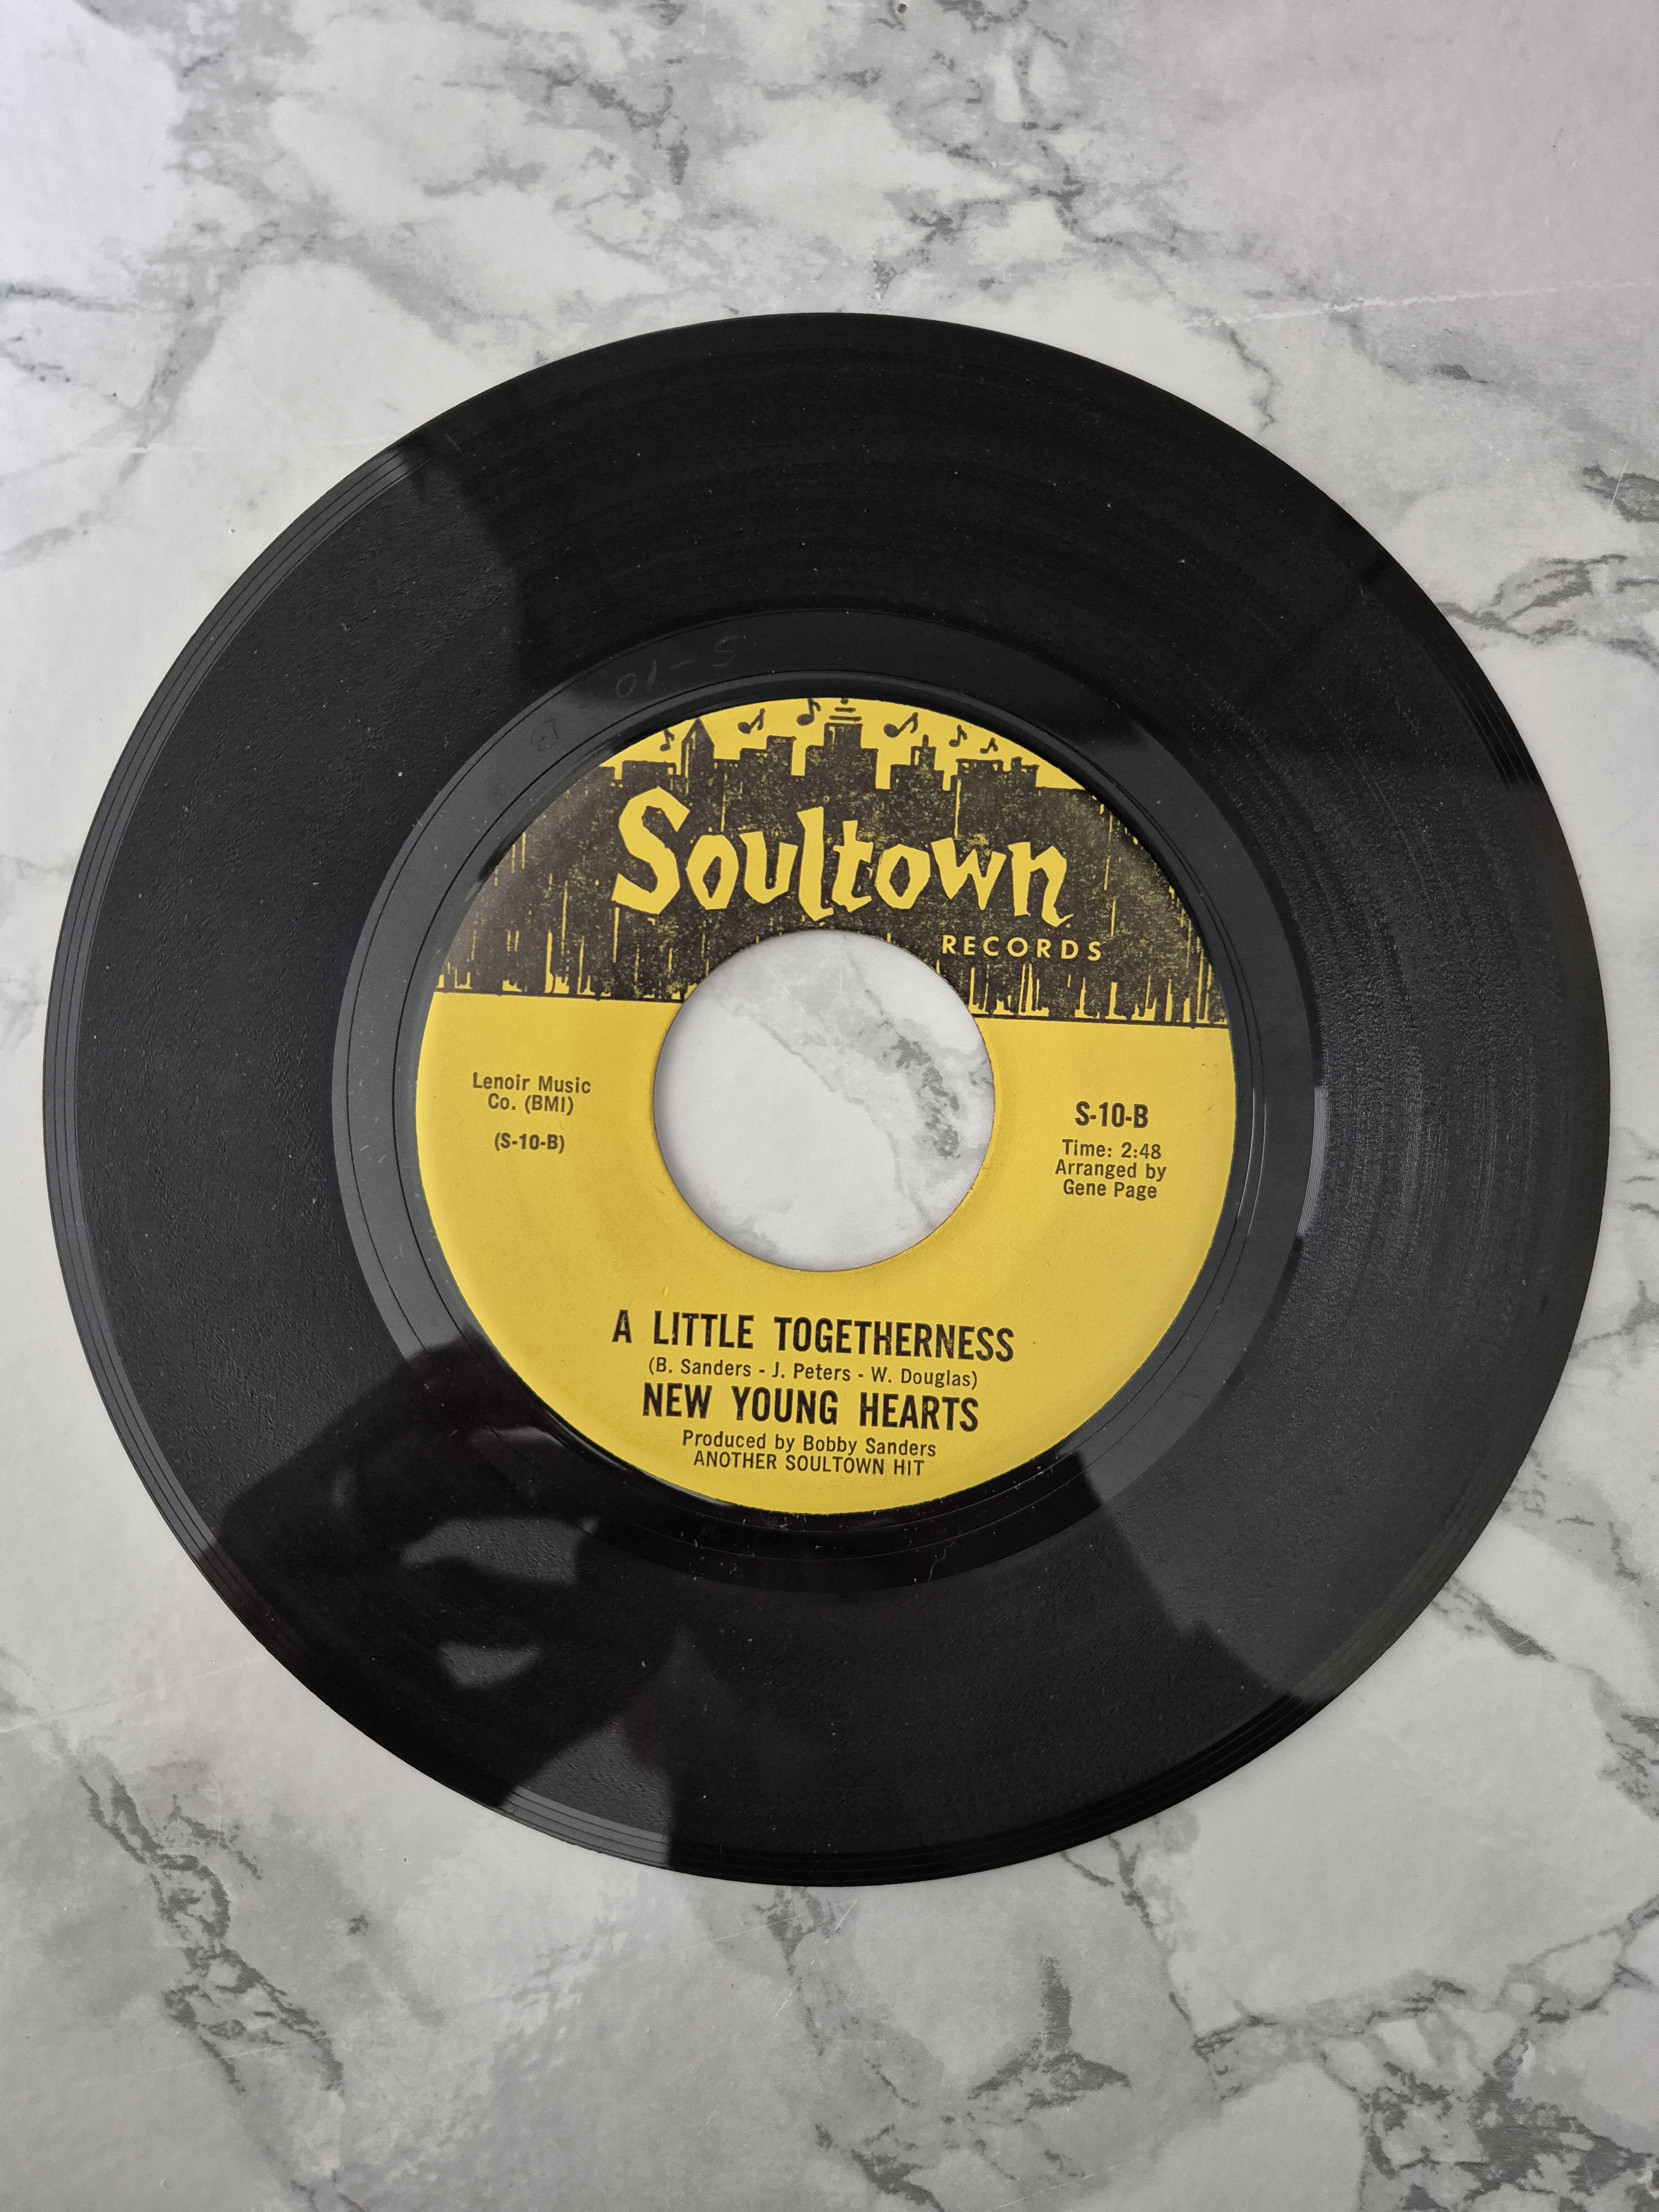 S-10
Soultown
RECORDS
Lenoir Music
Co. (BMI)
(S-10-B)
S-10-B
Time: 2:48
Arranged by
Gene Page
A LITTLE TOGETHERNESS
(B. Sanders - J. Peters - W. Douglas)
NEW YOUNG HEARTS
Produced by Bobby Sanders
ANOTHER SOULTOWN HIT